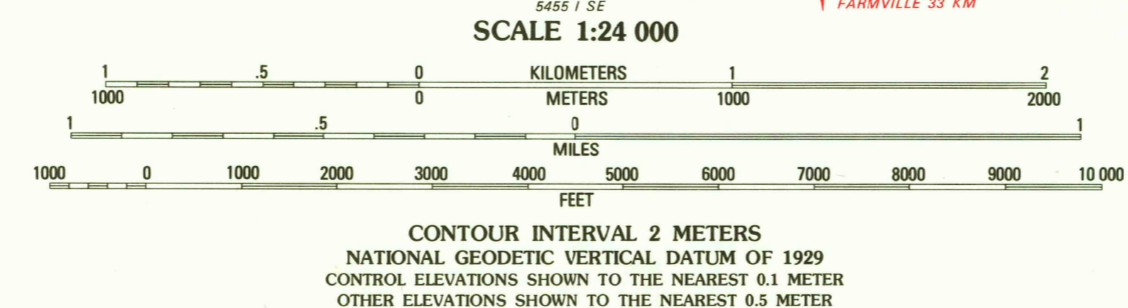 5455 I SE
FARMVILLE 33 KM
SCALE 1:24 000
1 .5 0 KILOMETERS 1 2
1000 0 METERS 1000 2000
1 .5 0 1
MILES
1000 0 1000 2000 3000 4000 5000 6000 7000 8000 9000 10 000
FEET
CONTOUR INTERVAL 2 METERS
NATIONAL GEODETIC VERTICAL DATUM OF 1929
CONTROL ELEVATIONS SHOWN TO THE NEAREST 0.1 METER
OTHER ELEVATIONS SHOWN TO THE NEAREST 0.5 METER